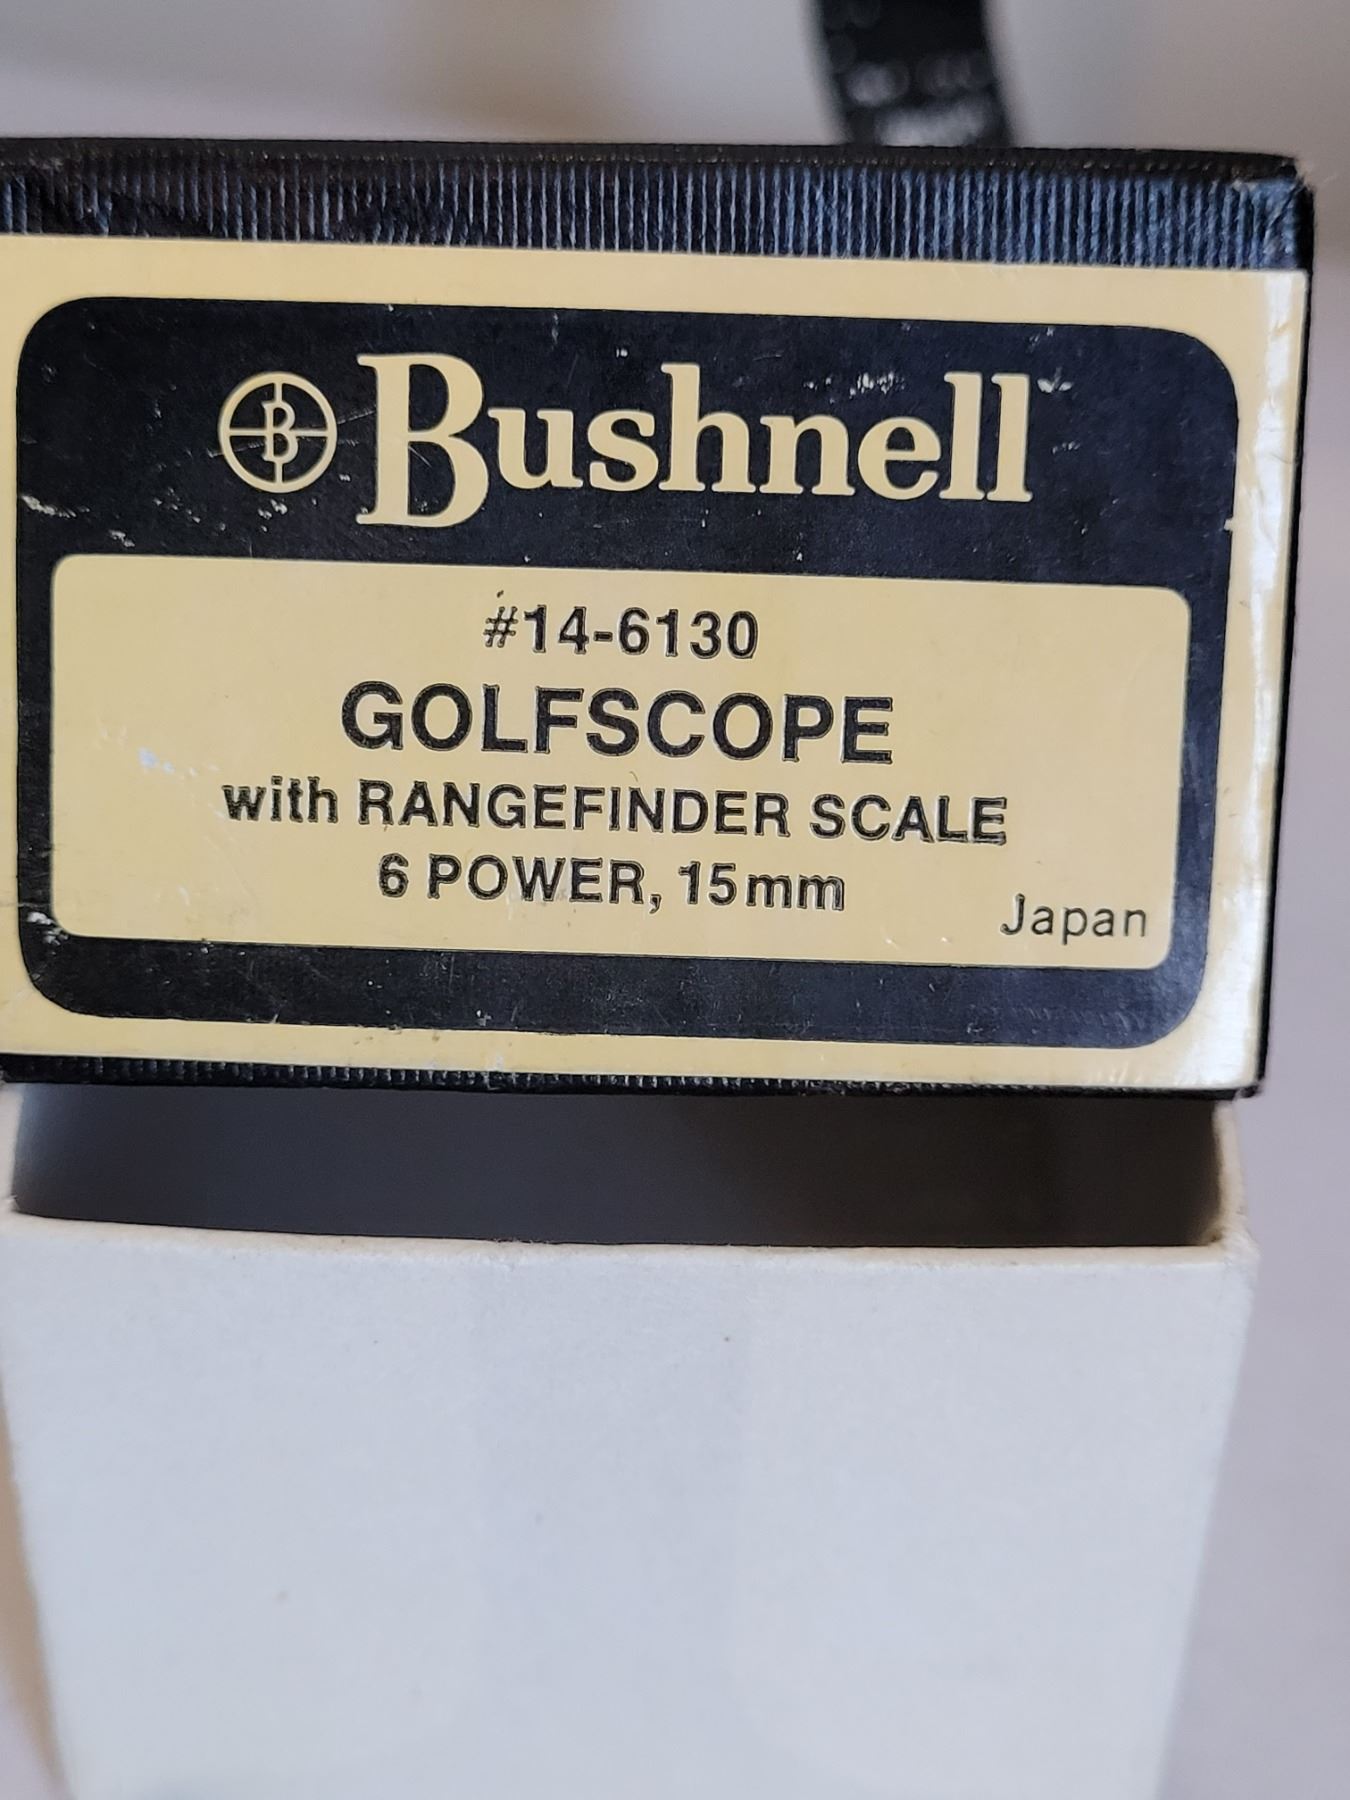 B Bushnell
#14-6130
GOLFSCOPE
with RANGEFINDER SCALE
6 POWER, 15mm
Japan